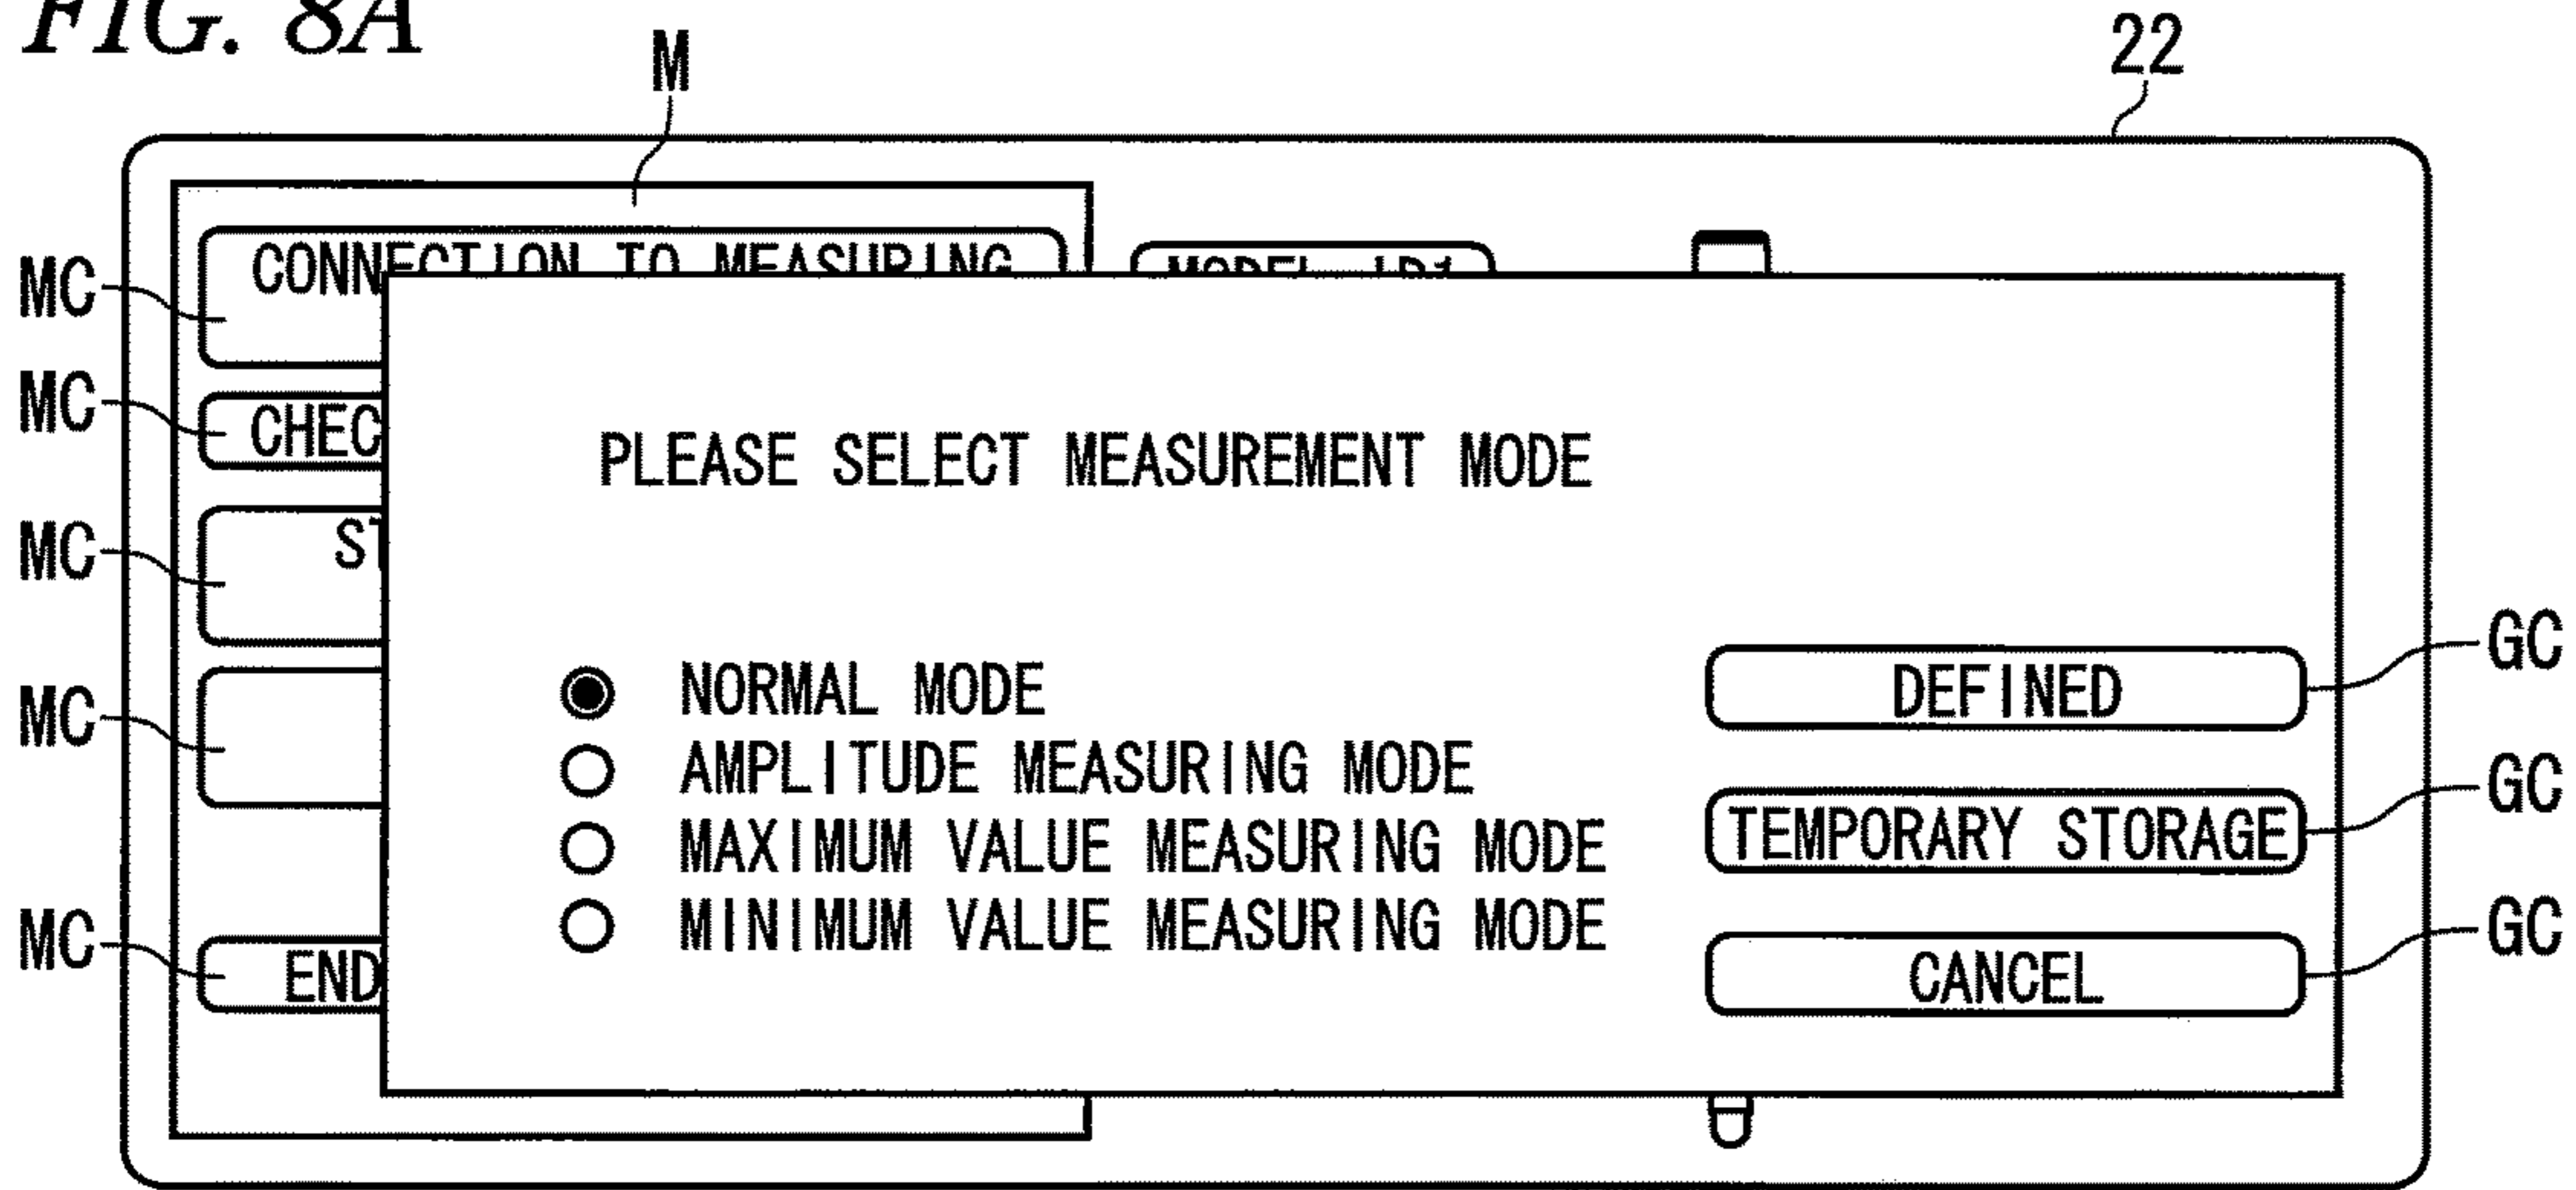 FIG. 8A
M
22
MC
CONNECTION TO MEASURING
MODEL ID1
MC
CHEC
PLEASE SELECT MEASUREMENT MODE
MC
ST
MC
NORMAL MODE
DEFINED
GC
AMPLITUDE MEASURING MODE
GC
MAXIMUM VALUE MEASURING MODE
TEMPORARY STORAGE
MINIMUM VALUE MEASURING MODE
GC
MC
END
CANCEL